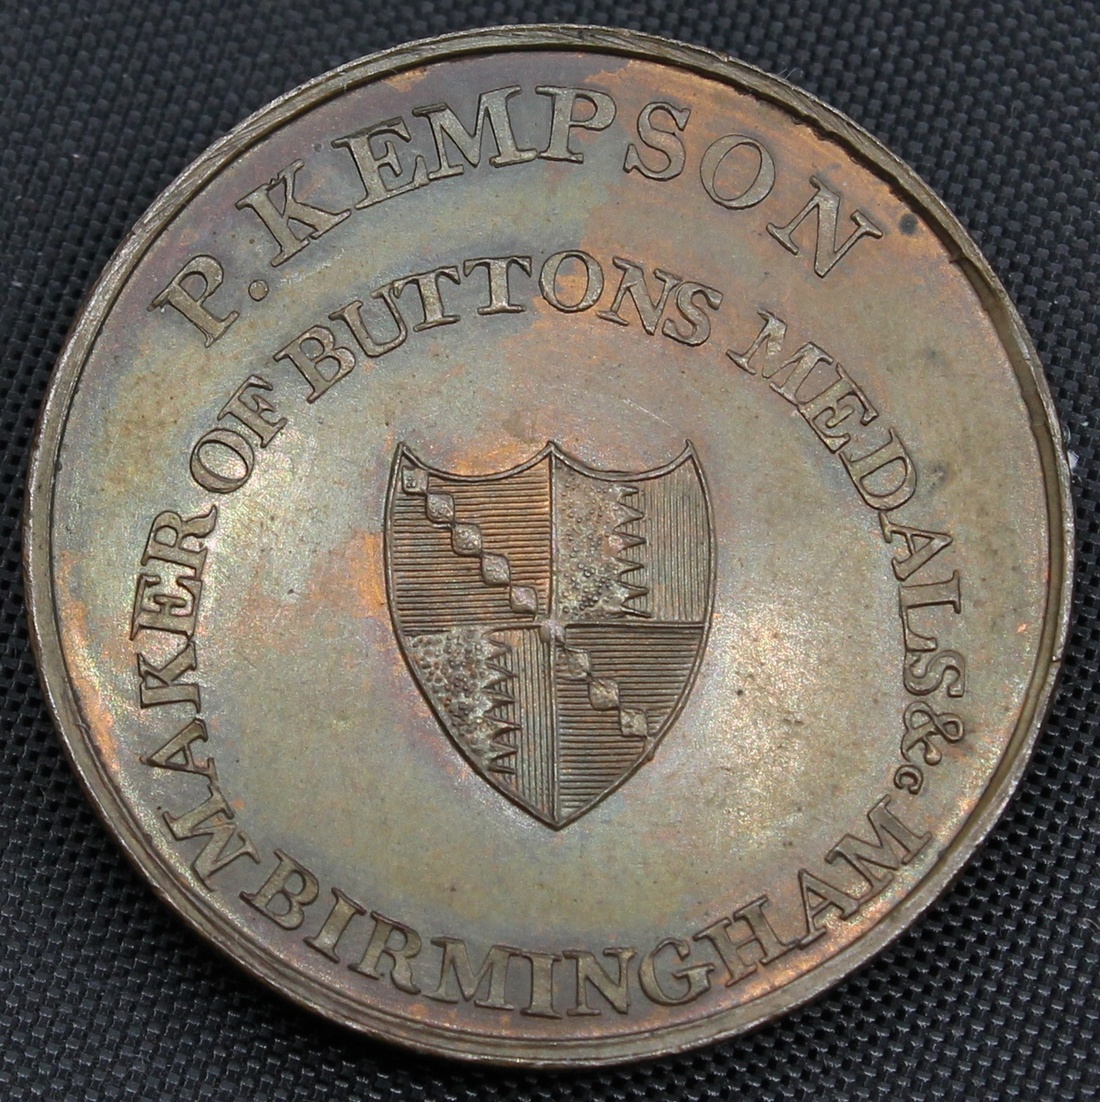 P. KEMPSON
MAKER OF BUTTONS MEDALS &c
BIRMINGHAM